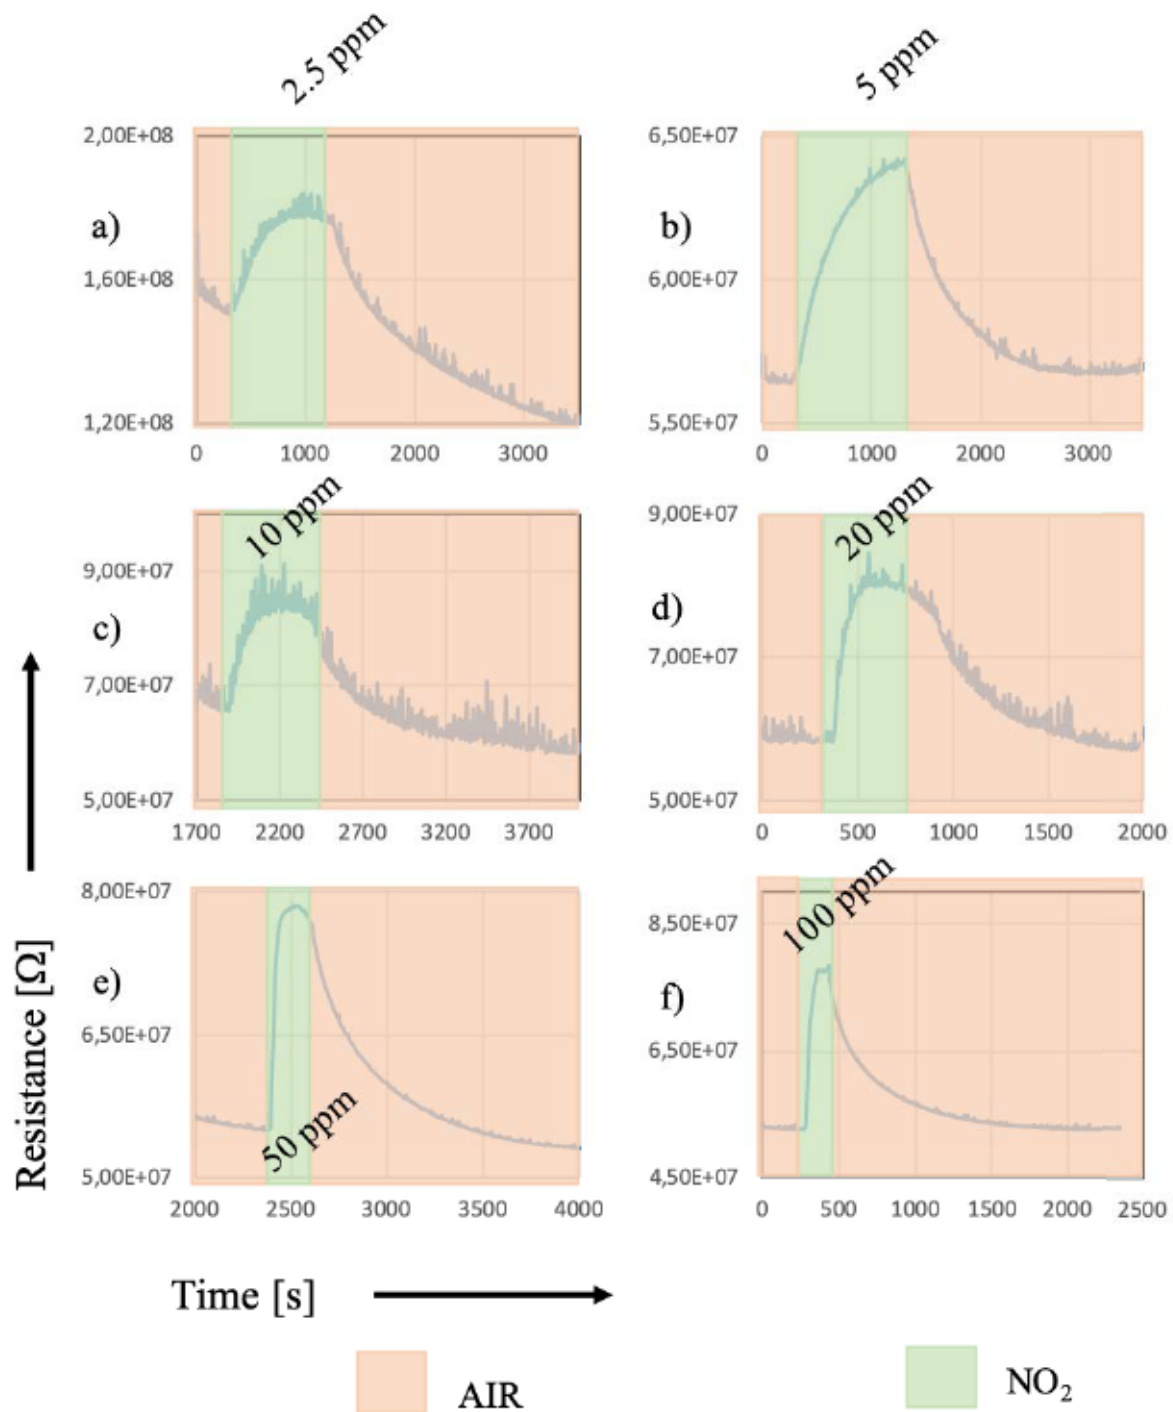 2.5 ppm
5 ppm
a)
2,00E+08
1,60E+08
1,20E+08
0 1000 2000 3000
b)
6,50E+07
6,00E+07
5,50E+07
0 1000 2000 3000
10 ppm
c)
9,00E+07
7,00E+07
5,00E+07
1700 2200 2700 3200 3700
20 ppm
d)
9,00E+07
7,00E+07
5,00E+07
0 500 1000 1500 2000
e)
8,00E+07
6,50E+07
5,00E+07
50 ppm
2000 2500 3000 3500 4000
100 ppm
f)
8,50E+07
6,50E+07
4,50E+07
0 500 1000 1500 2000 2500
Resistance [Ω]
Time [s]
AIR
NO₂